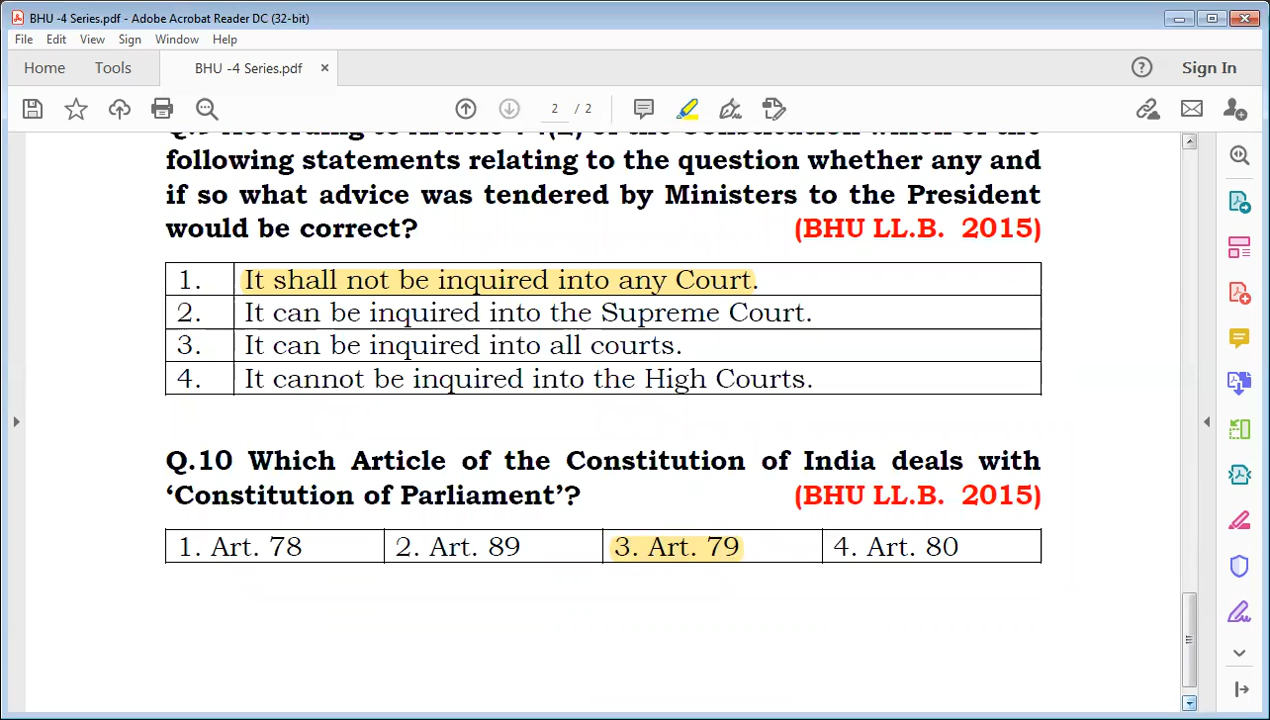 BHU -4 Series.pdf - Adobe Acrobat Reader DC (32-bit)
File Edit View Sign Window Help
Home Tools BHU -4 Series.pdf × Sign In
2 / 2
following statements relating to the question whether any and
if so what advice was tendered by Ministers to the President
would be correct? (BHU LL.B. 2015)
1. It shall not be inquired into any Court.
2. It can be inquired into the Supreme Court.
3. It can be inquired into all courts.
4. It cannot be inquired into the High Courts.
Q.10 Which Article of the Constitution of India deals with
‘Constitution of Parliament’? (BHU LL.B. 2015)
1. Art. 78 2. Art. 89 3. Art. 79 4. Art. 80